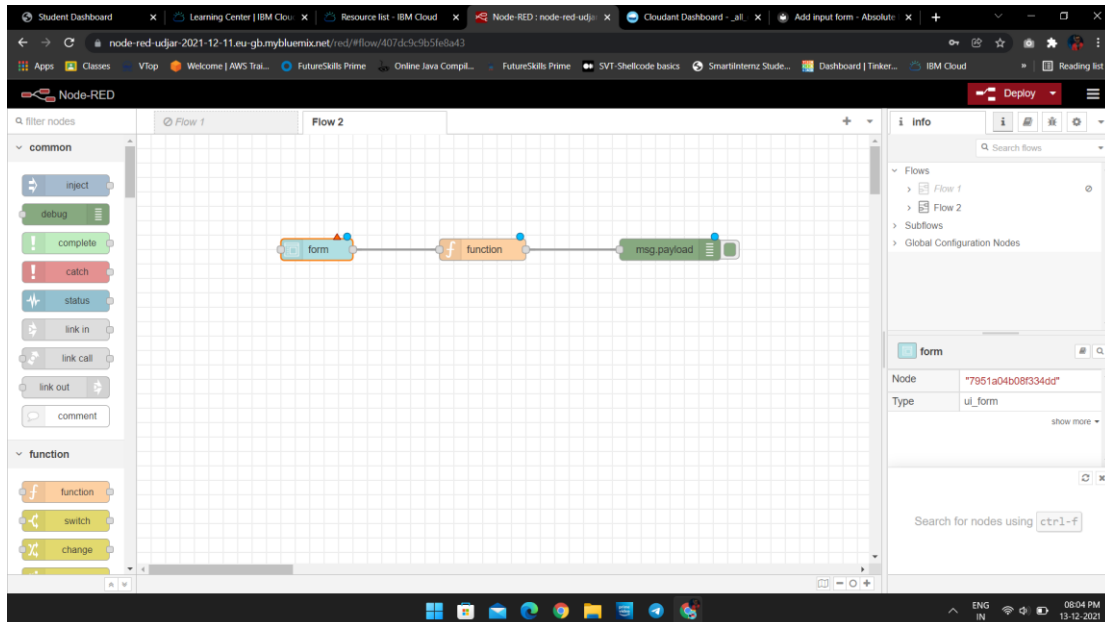 Student Dashboard
Learning Center | IBM Clou
Resource list - IBM Cloud
Node-RED : node-red-udja
Cloudant Dashboard - _all_
Add input form - Absolute
node-red-udjar-2021-12-11.eu-gb.mybluemix.net/red/#flow/407dc9c9b5fe8a43
Apps Classes VTop Welcome | AWS Trai... FutureSkills Prime Online Java Compil... FutureSkills Prime SVT-Shellcode basics SmartiInternz Stude... Dashboard | Tinker... IBM Cloud » Reading list
Node-RED
Deploy
filter nodes
Flow 1
Flow 2
i info
i
Search flows
common
inject
debug
complete
catch
status
link in
link call
link out
comment
function
function
switch
change
form
function
msg.payload
Flows
Flow 1
Flow 2
Subflows
Global Configuration Nodes
form
Node "7951a04b08f334dd"
Type ui_form
show more
Search for nodes using ctrl-f
ENG
IN
08:04 PM
13-12-2021